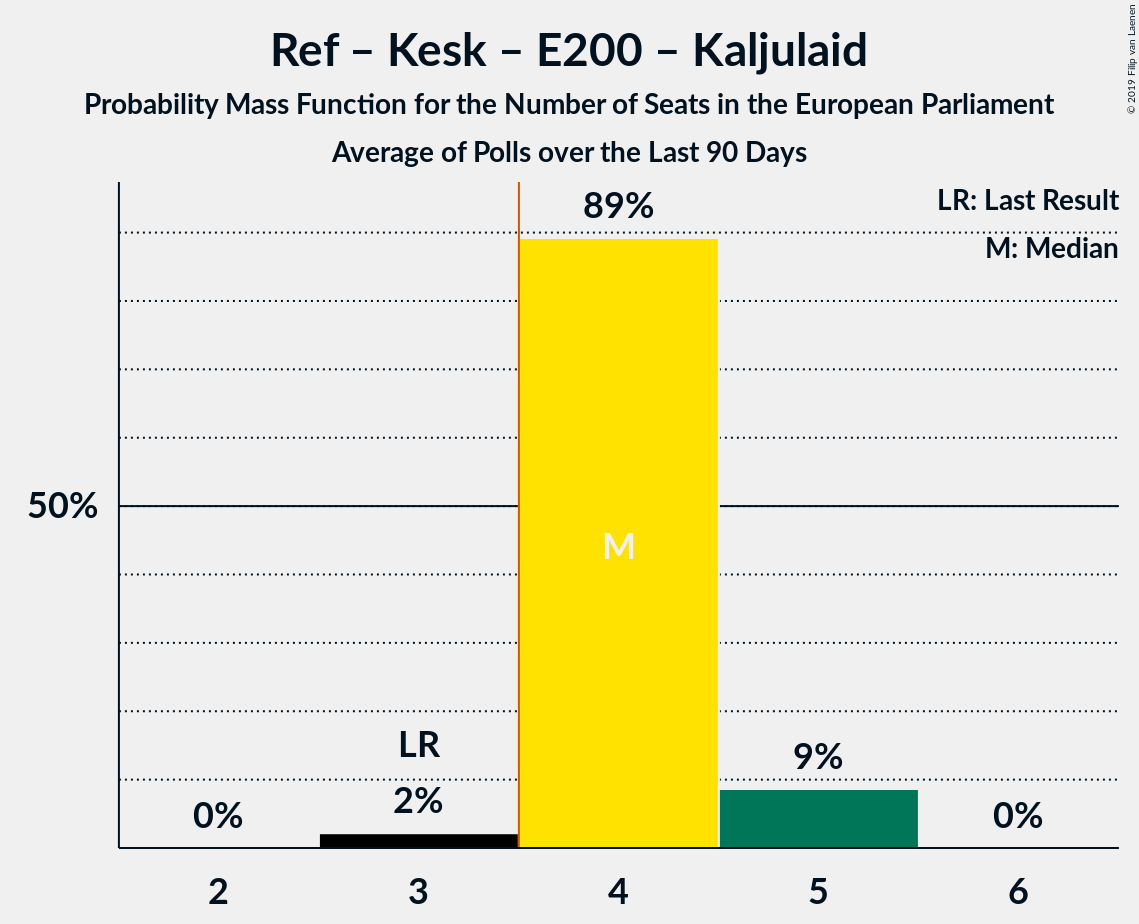 Ref – Kesk – E200 – Kaljulaid
Probability Mass Function for the Number of Seats in the European Parliament
Average of Polls over the Last 90 Days
© 2019 Filip van Laenen
LR: Last Result
M: Median
89%
50%
M
LR
9%
2%
0%
0%
2 3 4 5 6